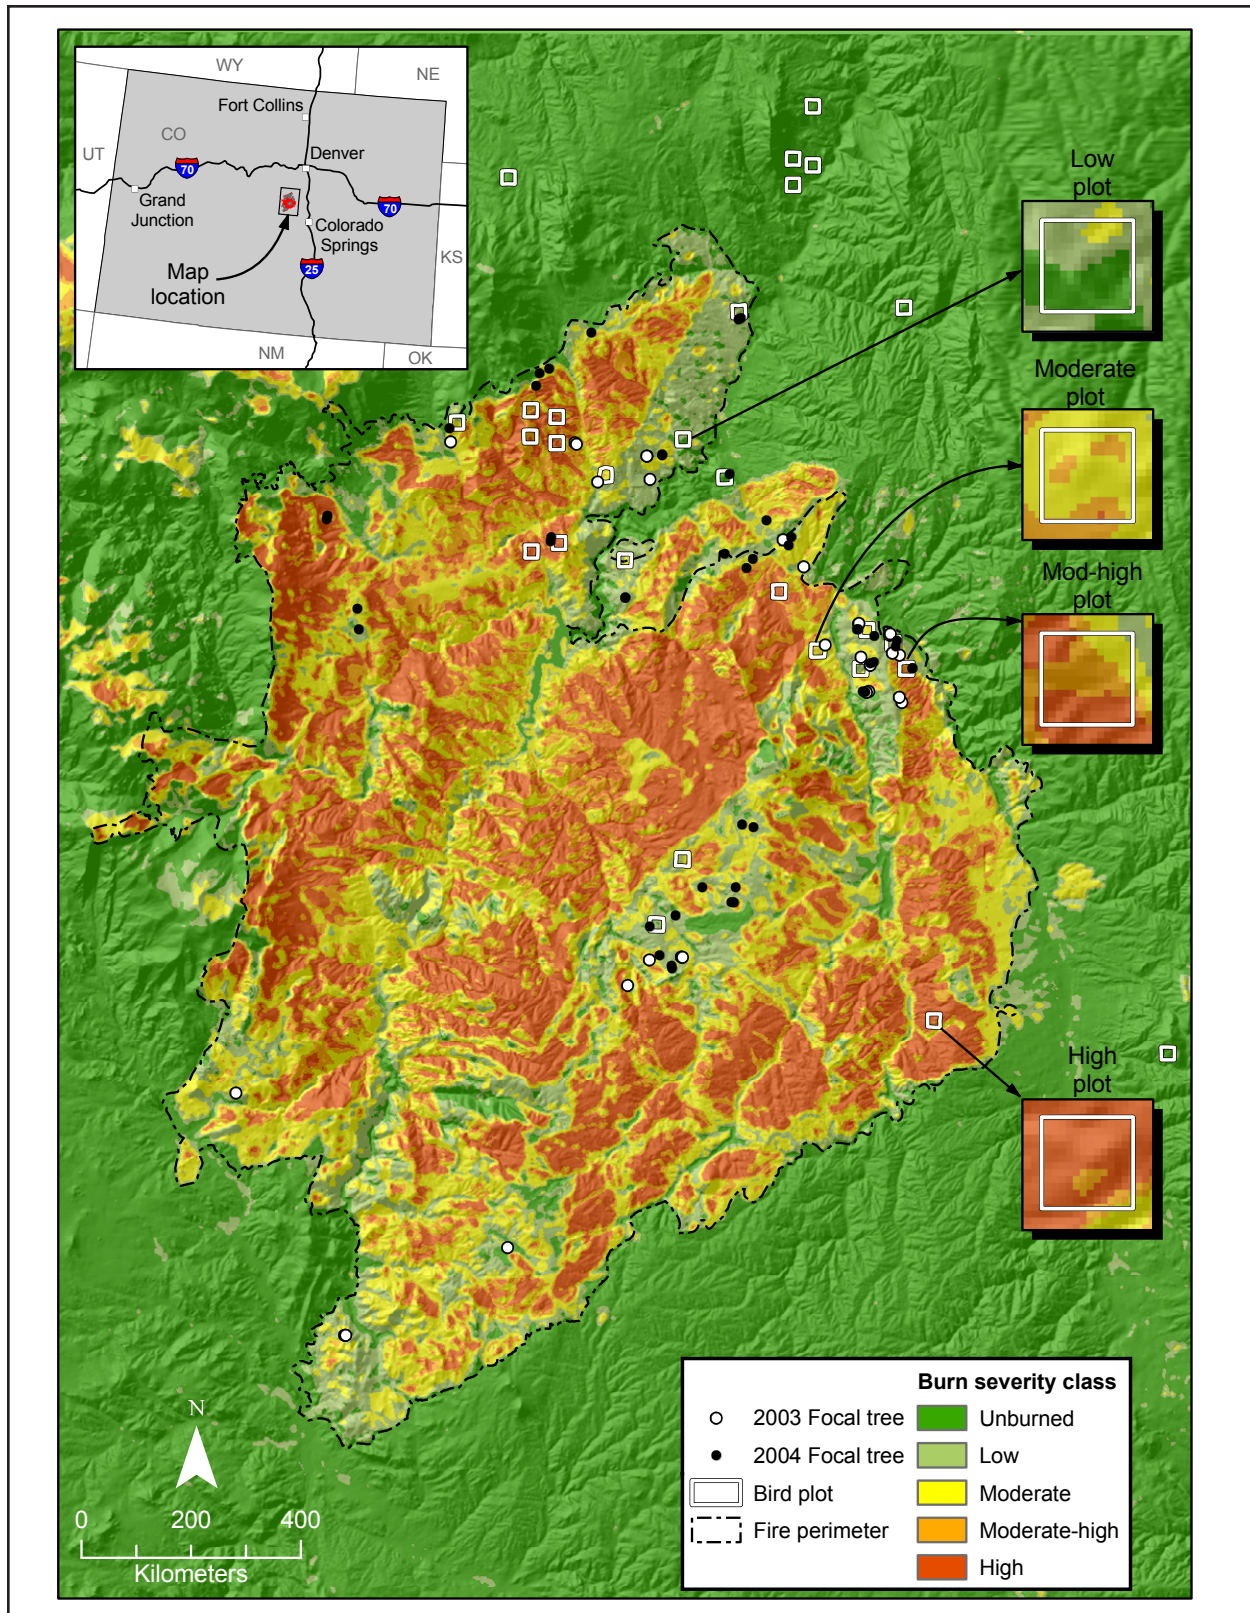 WY
NE
Fort Collins
CO
UT
70
Denver
Grand
Junction
70
Colorado
Springs
KS
Map
location
25
NM
OK
Low
plot
Moderate
plot
Mod-high
plot
High
plot
Burn severity class
2003 Focal tree
Unburned
2004 Focal tree
Low
Bird plot
Moderate
Fire perimeter
Moderate-high
High
N
0 200 400
Kilometers